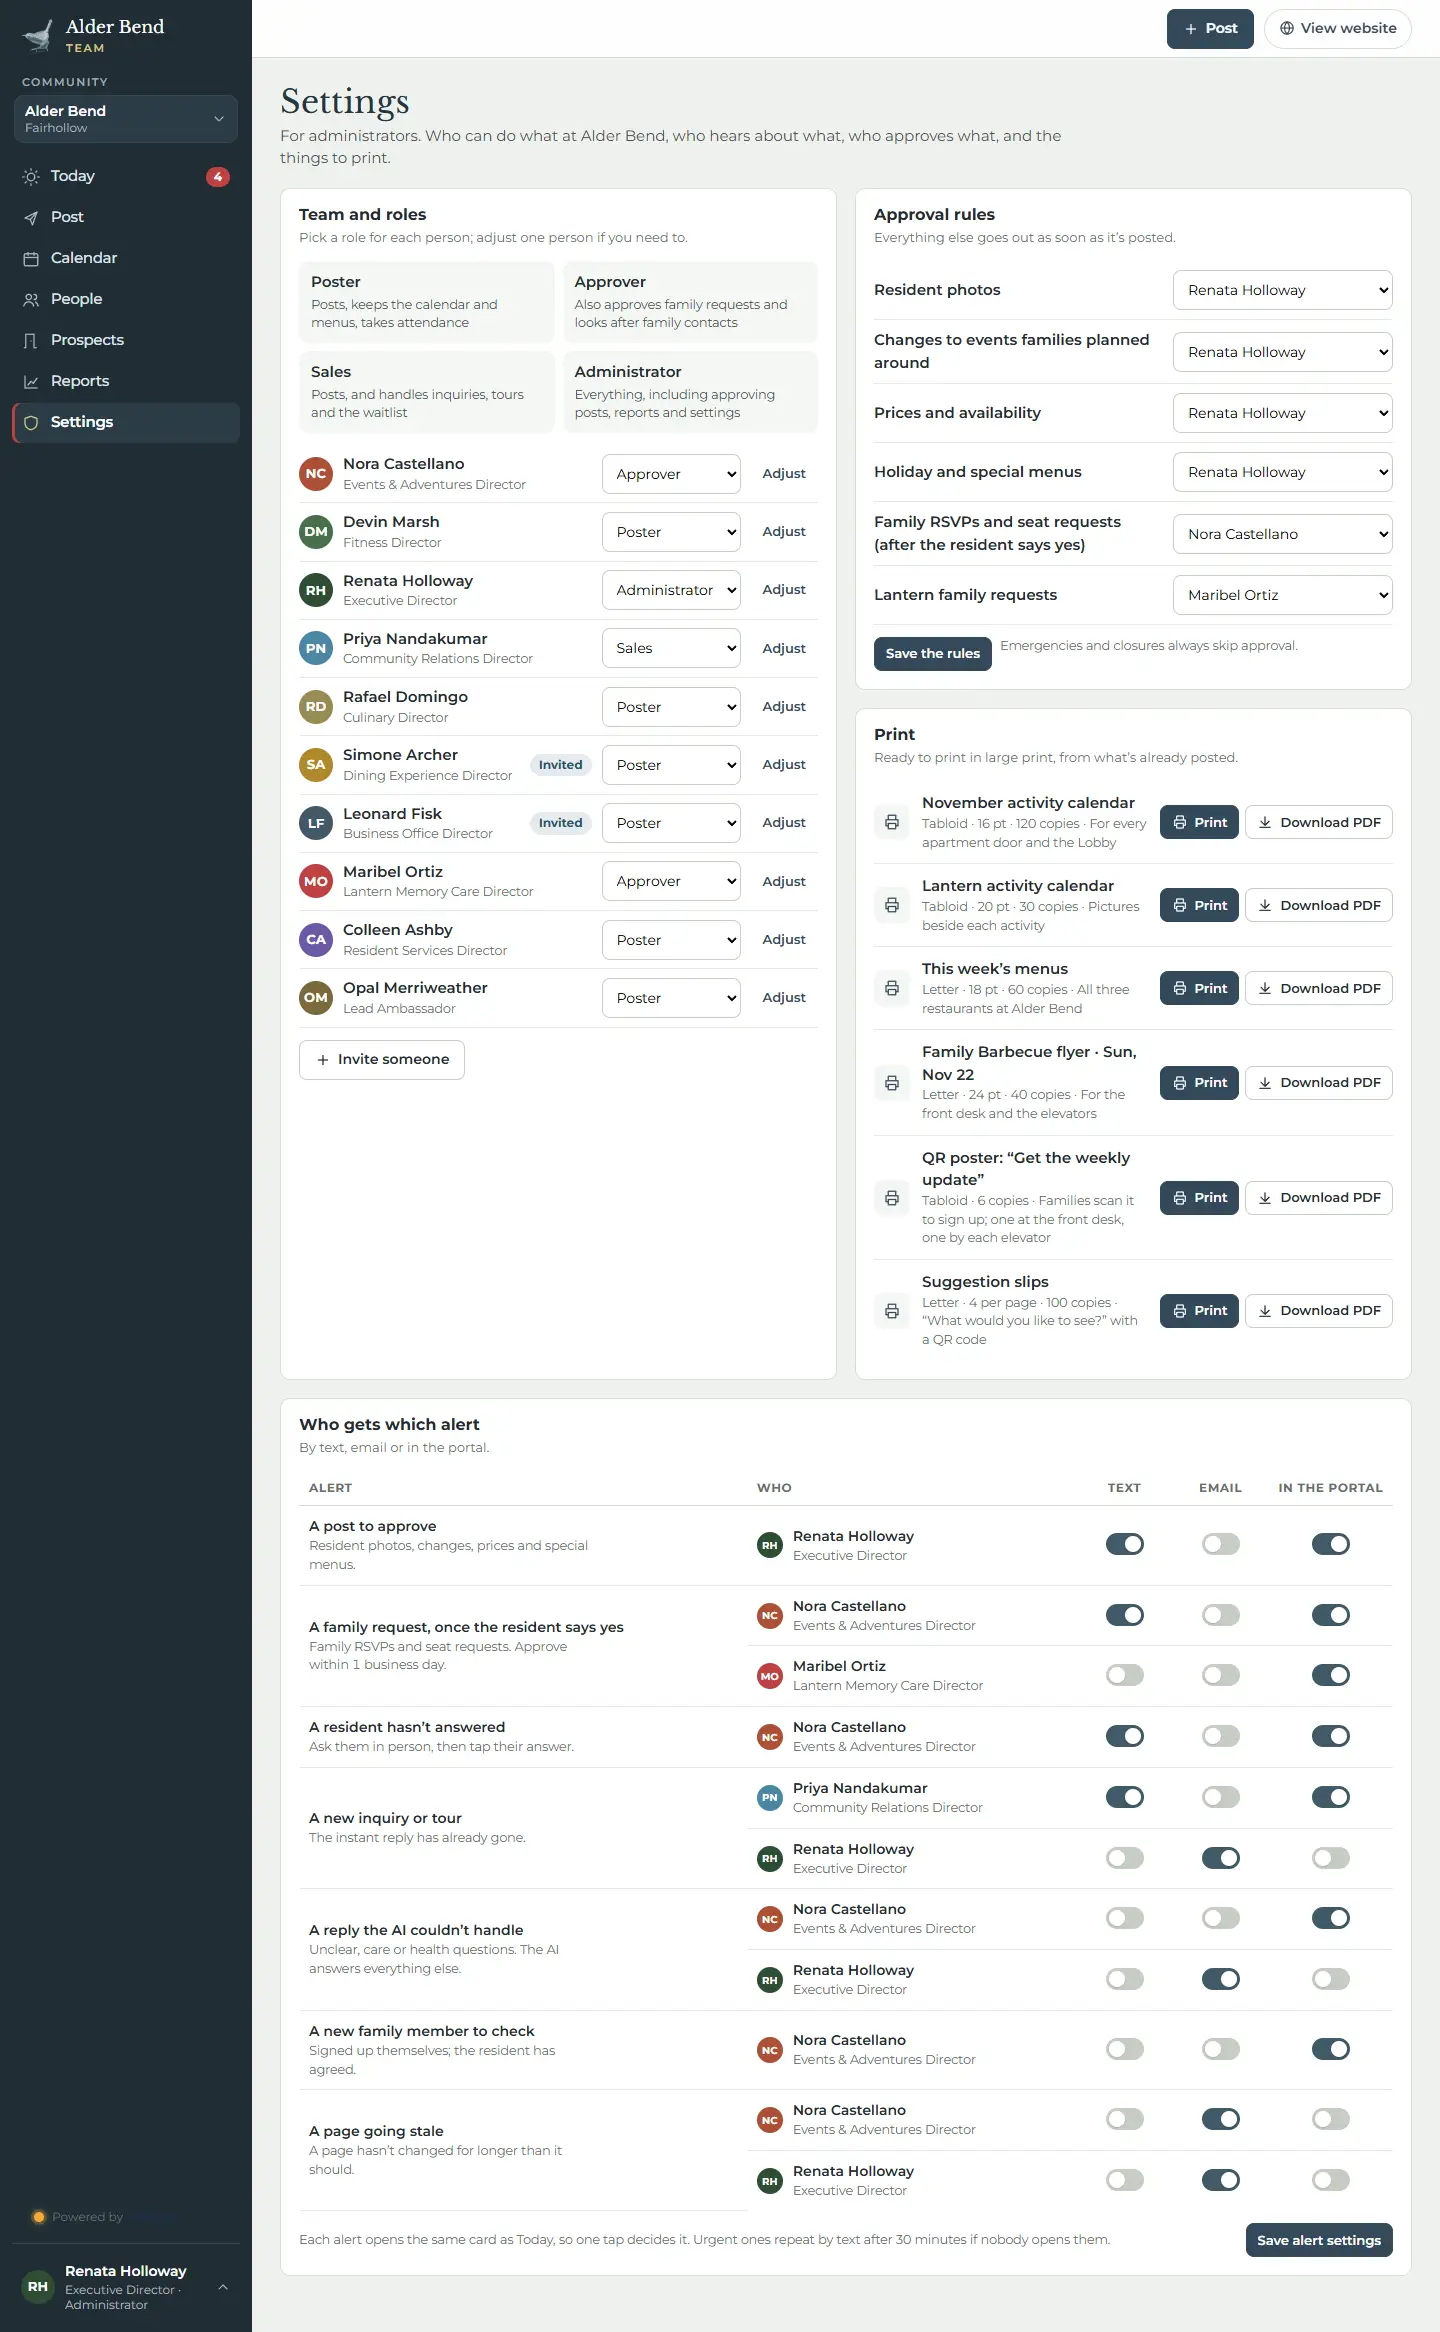 Alder Bend
TEAM
COMMUNITY
Alder Bend
Fairhollow
Today
4
Post
Calendar
People
Prospects
Reports
Settings
Powered by
RH
Renata Holloway
Executive Director ·
Administrator
Post
View website
Settings
For administrators. Who can do what at Alder Bend, who hears about what, who approves what, and the
things to print.
Team and roles
Pick a role for each person; adjust one person if you need to.
Poster
Posts, keeps the calendar and
menus, takes attendance
Approver
Also approves family requests and
looks after family contacts
Sales
Posts, and handles inquiries, tours
and the waitlist
Administrator
Everything, including approving
posts, reports and settings
NC
Nora Castellano
Events & Adventures Director
Approver
Adjust
DM
Devin Marsh
Fitness Director
Poster
Adjust
RH
Renata Holloway
Executive Director
Administrator
Adjust
PN
Priya Nandakumar
Community Relations Director
Sales
Adjust
RD
Rafael Domingo
Culinary Director
Poster
Adjust
SA
Simone Archer
Dining Experience Director
Invited
Poster
Adjust
LF
Leonard Fisk
Business Office Director
Invited
Poster
Adjust
MO
Maribel Ortiz
Lantern Memory Care Director
Approver
Adjust
CA
Colleen Ashby
Resident Services Director
Poster
Adjust
OM
Opal Merriweather
Lead Ambassador
Poster
Adjust
Invite someone
Approval rules
Everything else goes out as soon as it’s posted.
Resident photos
Renata Holloway
Changes to events families planned
around
Renata Holloway
Prices and availability
Renata Holloway
Holiday and special menus
Renata Holloway
Family RSVPs and seat requests
(after the resident says yes)
Nora Castellano
Lantern family requests
Maribel Ortiz
Save the rules
Emergencies and closures always skip approval.
Print
Ready to print in large print, from what’s already posted.
November activity calendar
Tabloid · 16 pt · 120 copies · For every
apartment door and the Lobby
Print
Download PDF
Lantern activity calendar
Tabloid · 20 pt · 30 copies · Pictures
beside each activity
Print
Download PDF
This week’s menus
Letter · 18 pt · 60 copies · All three
restaurants at Alder Bend
Print
Download PDF
Family Barbecue flyer · Sun,
Nov 22
Letter · 24 pt · 40 copies · For the
front desk and the elevators
Print
Download PDF
QR poster: “Get the weekly
update”
Tabloid · 6 copies · Families scan it
to sign up; one at the front desk,
one by each elevator
Print
Download PDF
Suggestion slips
Letter · 4 per page · 100 copies ·
“What would you like to see?” with
a QR code
Print
Download PDF
Who gets which alert
By text, email or in the portal.
ALERT
WHO
TEXT
EMAIL
IN THE PORTAL
A post to approve
Resident photos, changes, prices and special
menus.
RH
Renata Holloway
Executive Director
A family request, once the resident says yes
Family RSVPs and seat requests. Approve
within 1 business day.
NC
Nora Castellano
Events & Adventures Director
MO
Maribel Ortiz
Lantern Memory Care Director
A resident hasn’t answered
Ask them in person, then tap their answer.
NC
Nora Castellano
Events & Adventures Director
A new inquiry or tour
The instant reply has already gone.
PN
Priya Nandakumar
Community Relations Director
RH
Renata Holloway
Executive Director
A reply the AI couldn’t handle
Unclear, care or health questions. The AI
answers everything else.
NC
Nora Castellano
Events & Adventures Director
RH
Renata Holloway
Executive Director
A new family member to check
Signed up themselves; the resident has
agreed.
NC
Nora Castellano
Events & Adventures Director
A page going stale
A page hasn’t changed for longer than it
should.
NC
Nora Castellano
Events & Adventures Director
RH
Renata Holloway
Executive Director
Each alert opens the same card as Today, so one tap decides it. Urgent ones repeat by text after 30 minutes if nobody opens them.
Save alert settings